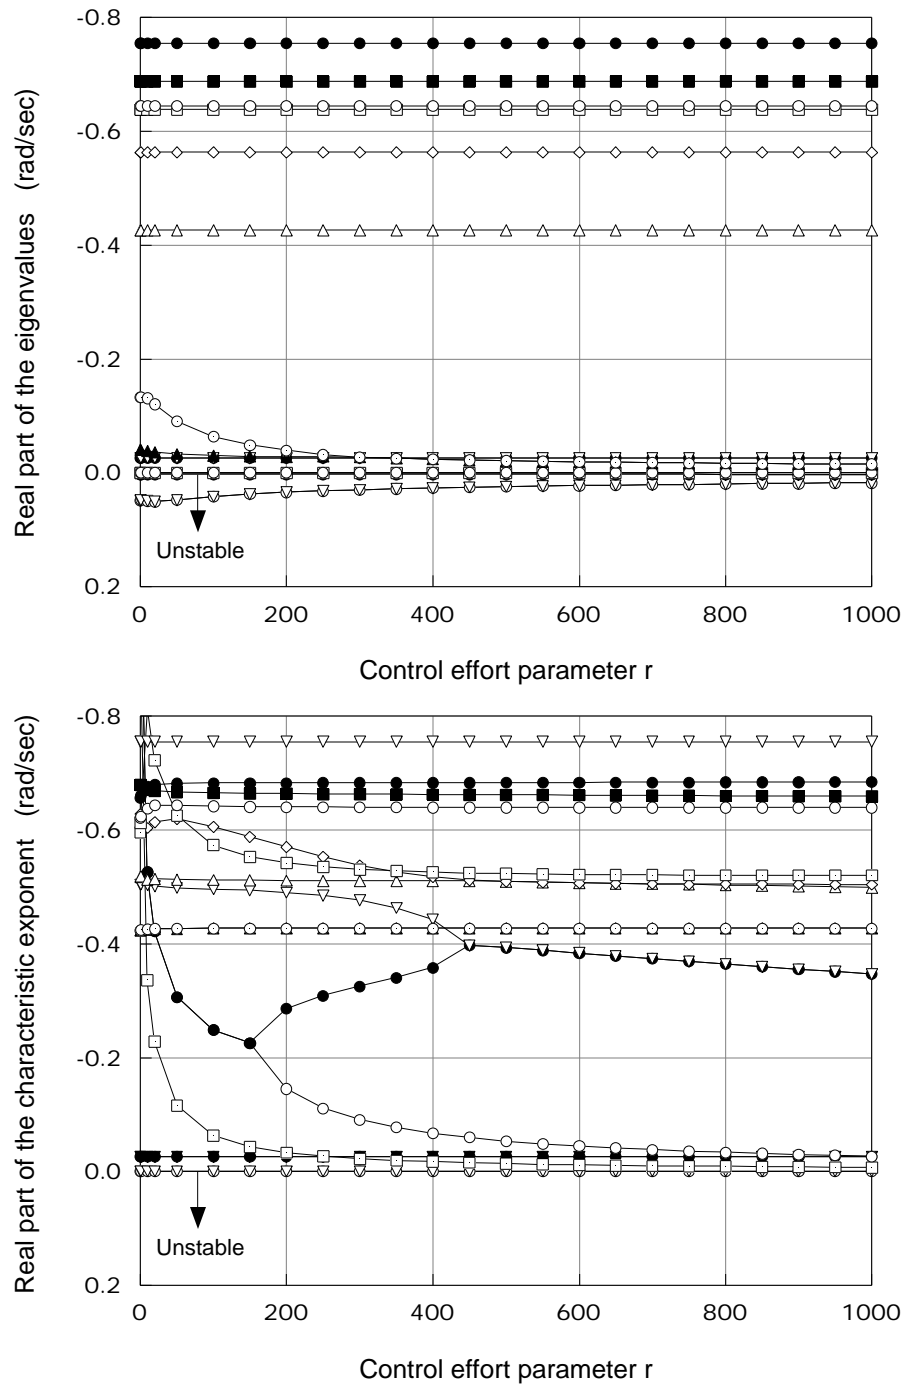 -0.8
-0.6
-0.4
-0.2
0.0
0.2
Real part of the eigenvalues (rad/sec)
Unstable
0 200 400 600 800 1000
Control effort parameter r
-0.8
-0.6
-0.4
-0.2
0.0
0.2
Real part of the characteristic exponent (rad/sec)
Unstable
0 200 400 600 800 1000
Control effort parameter r